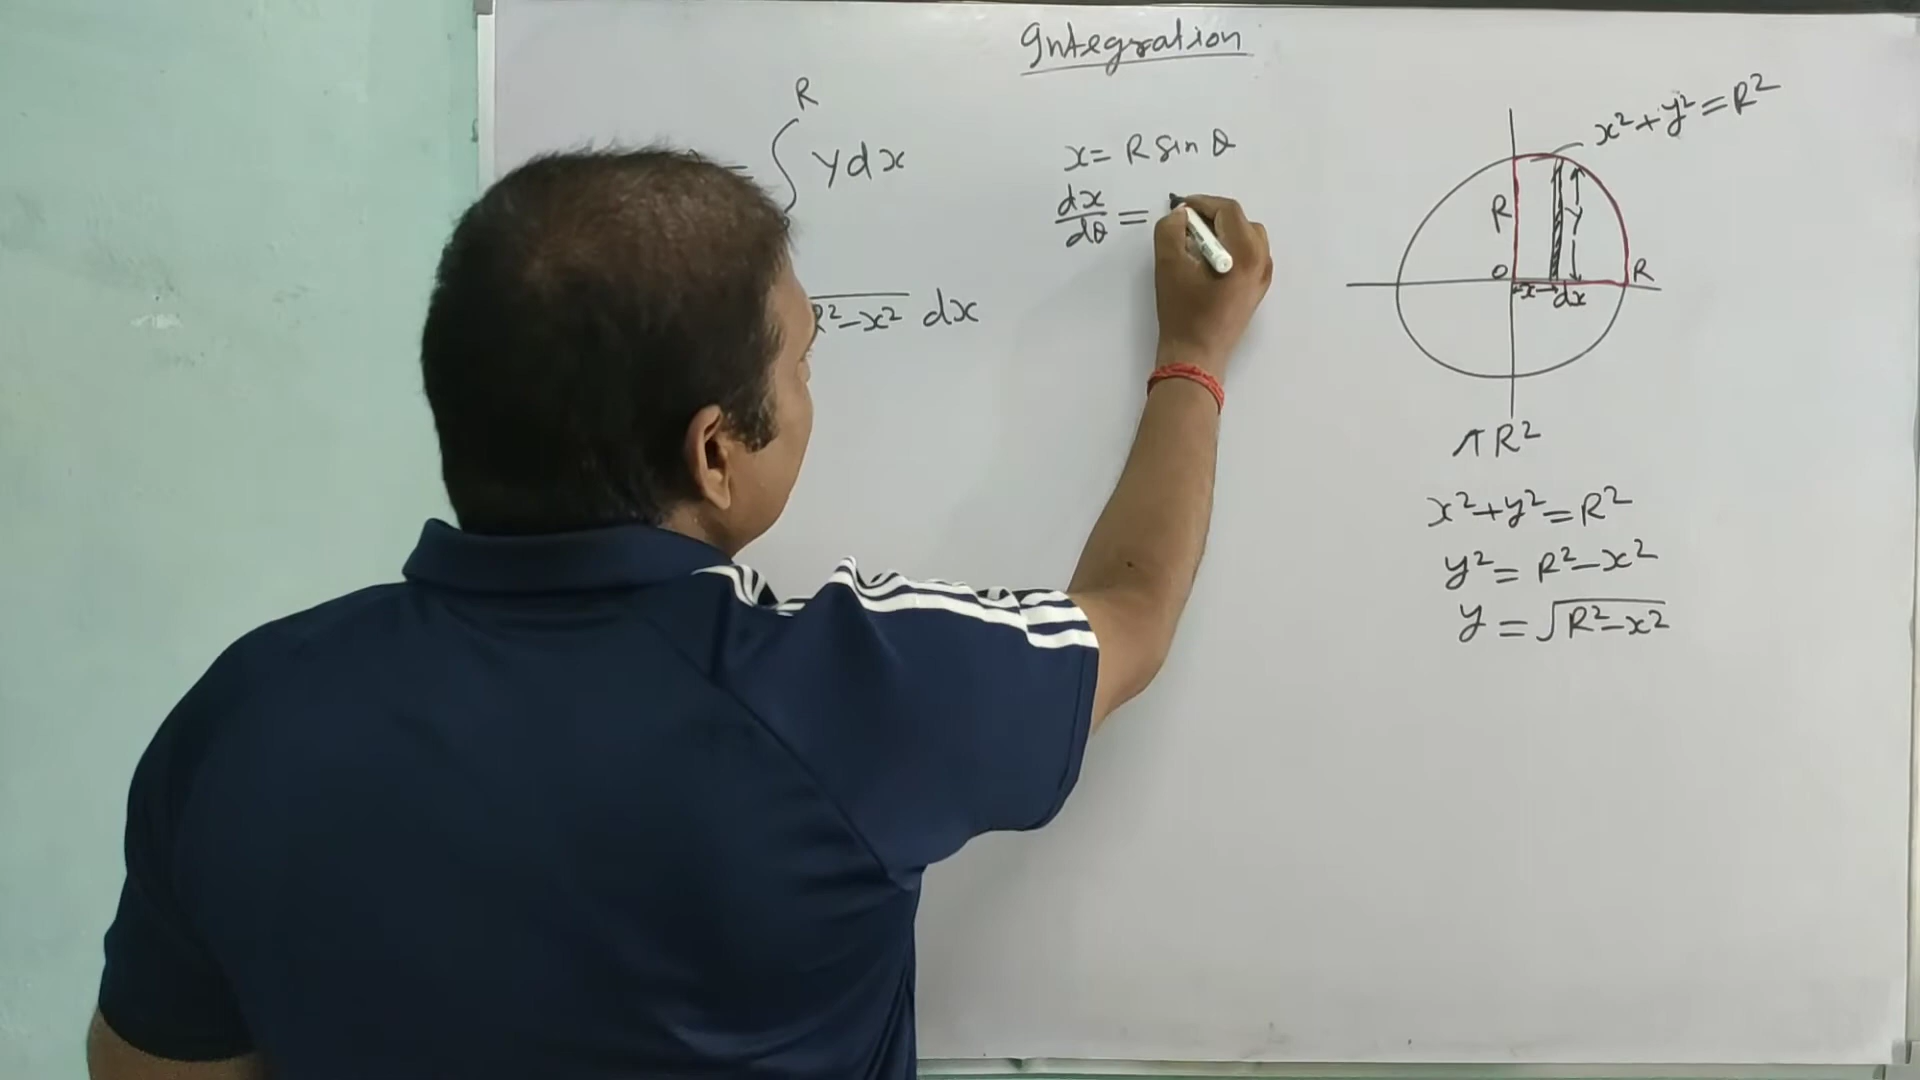 Integration
= ∫ R y dx
R²-x² dx
x = R sin θ
dx/dθ =
x²+y²=R²
R
y
O
R
x
dx
πR²
x²+y²=R²
y²= R²-x²
y = √R²-x²